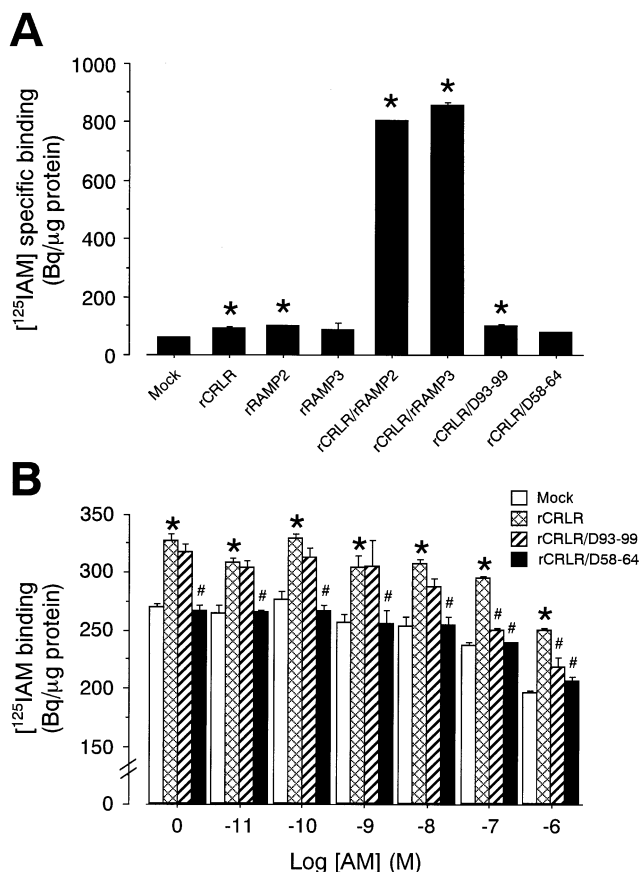 A
[¹²⁵IAM] specific binding
(Bq/μg protein)
1000
800
600
400
200
0
*
*
*
*
*
Mock
rCRLR
rRAMP2
rRAMP3
rCRLR/rRAMP2
rCRLR/rRAMP3
rCRLR/D93-99
rCRLR/D58-64
B
[¹²⁵IAM binding
(Bq/μg protein)
350
300
250
200
150
0
Mock
rCRLR
rCRLR/D93-99
rCRLR/D58-64
* * * * * * *
# # # # # # # # #
0 -11 -10 -9 -8 -7 -6
Log [AM] (M)